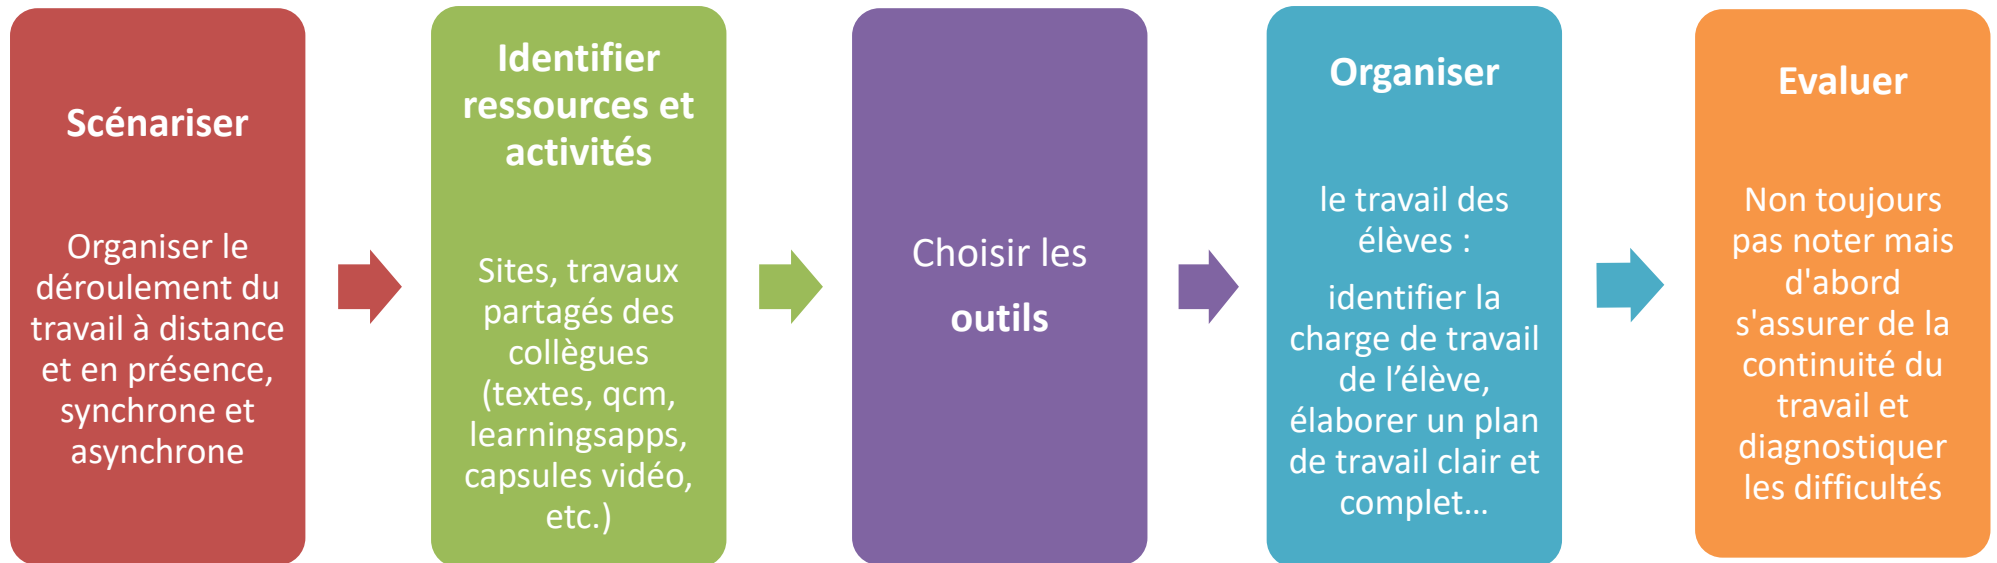 Scénariser
Organiser le
déroulement du
travail à distance
et en présence,
synchrone et
asynchrone
Identifier
ressources et
activités
Sites, travaux
partagés des
collègues
(textes, qcm,
learningsapps,
capsules vidéo,
etc.)
Choisir les
outils
Organiser
le travail des
élèves :
identifier la
charge de travail
de l’élève,
élaborer un plan
de travail clair et
complet…
Evaluer
Non toujours
pas noter mais
d'abord
s'assurer de la
continuité du
travail et
diagnostiquer
les difficultés